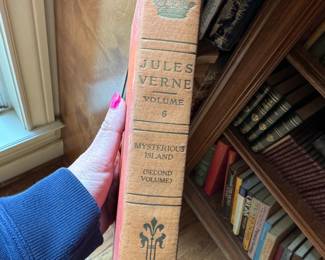 JULES
VERNE
VOLUME
6
MYSTERIOUS
ISLAND
(SECOND VOLUME)